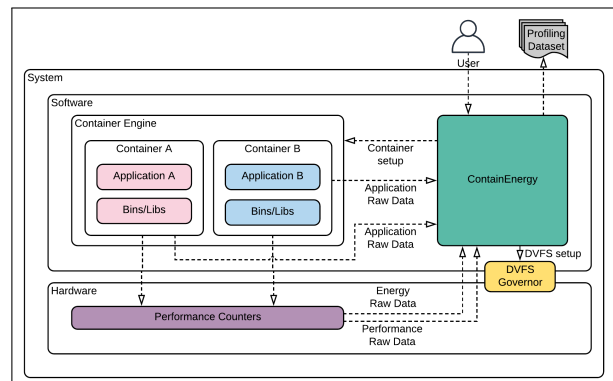 Profiling
Dataset
User
System
Software
Container Engine
Container A
Container B
Application A
Application B
Bins/Libs
Bins/Libs
Container
setup
Application
Raw Data
Application
Raw Data
ContainEnergy
DVFS setup
DVFS
Governor
Hardware
Energy
Raw Data
Performance Counters
Performance
Raw Data